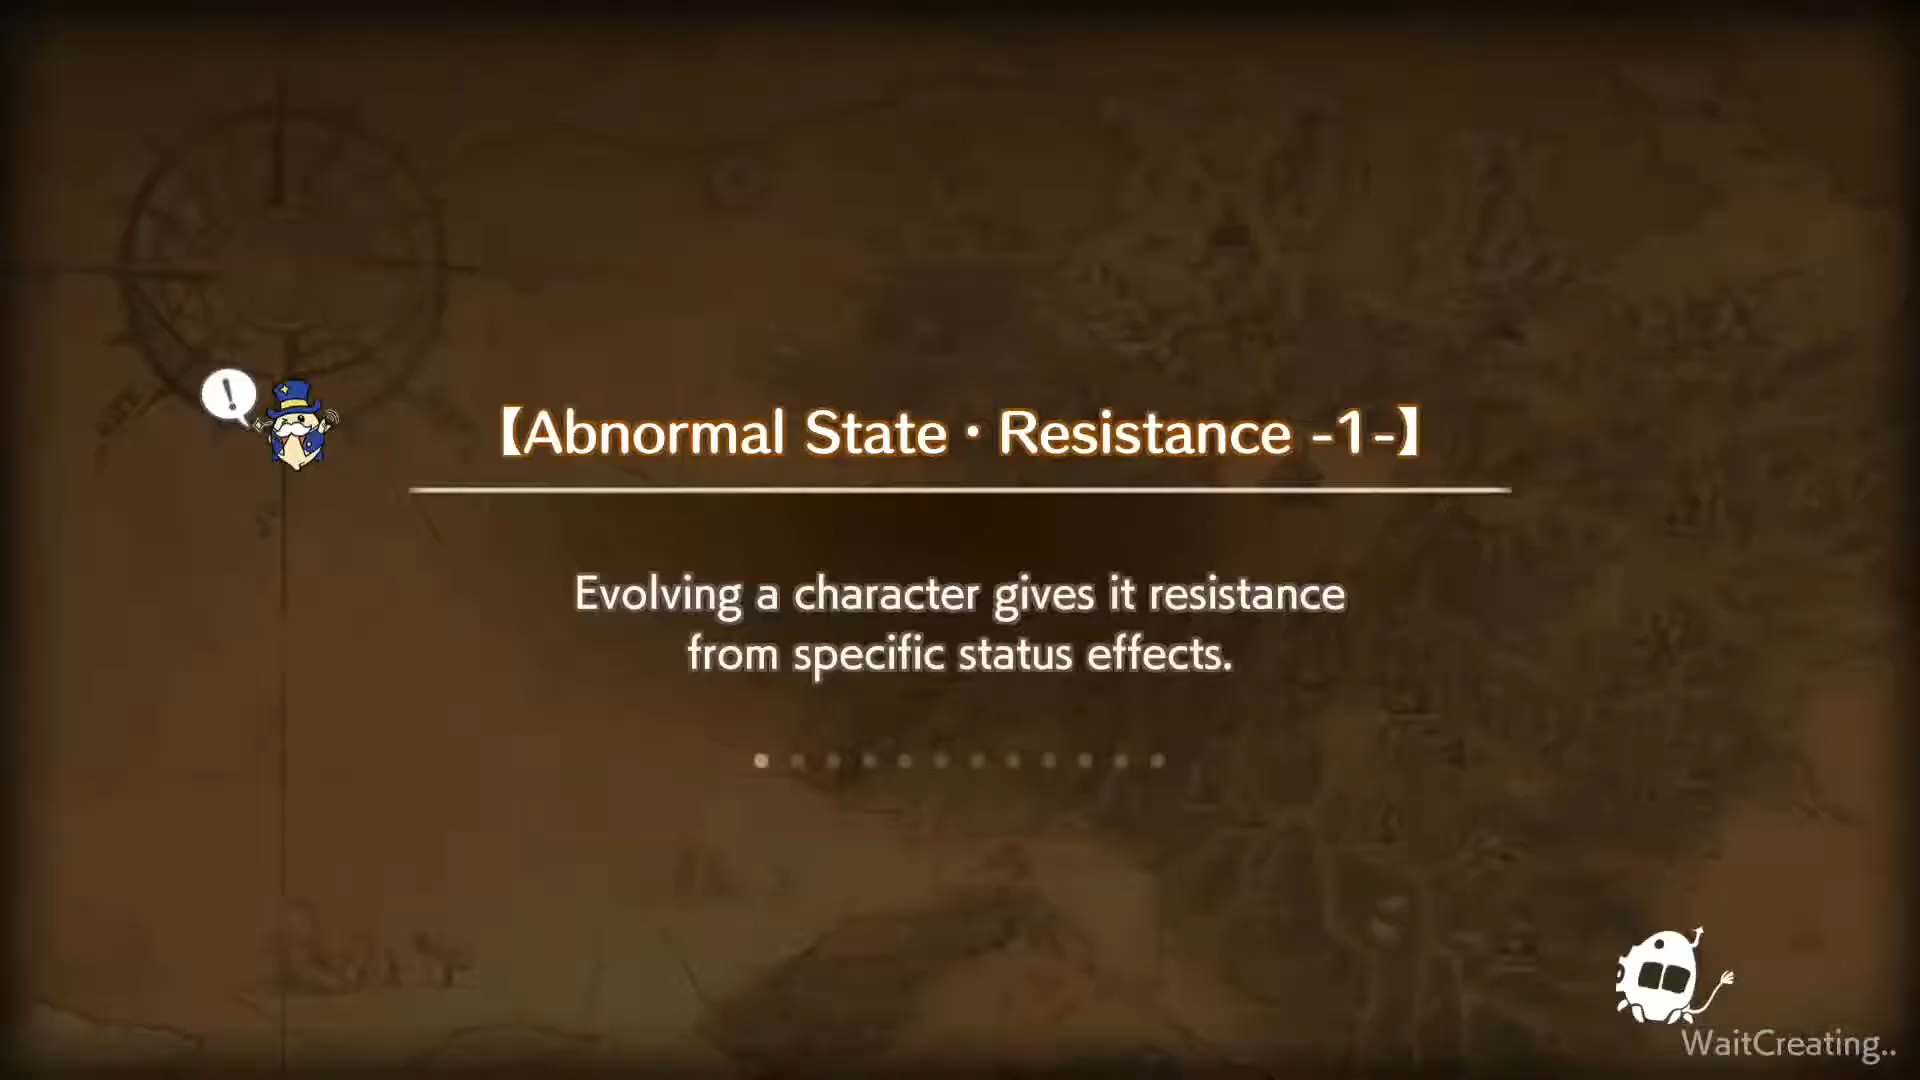 !
【Abnormal State・Resistance -1-】
Evolving a character gives it resistance
from specific status effects.
WaitCreating..